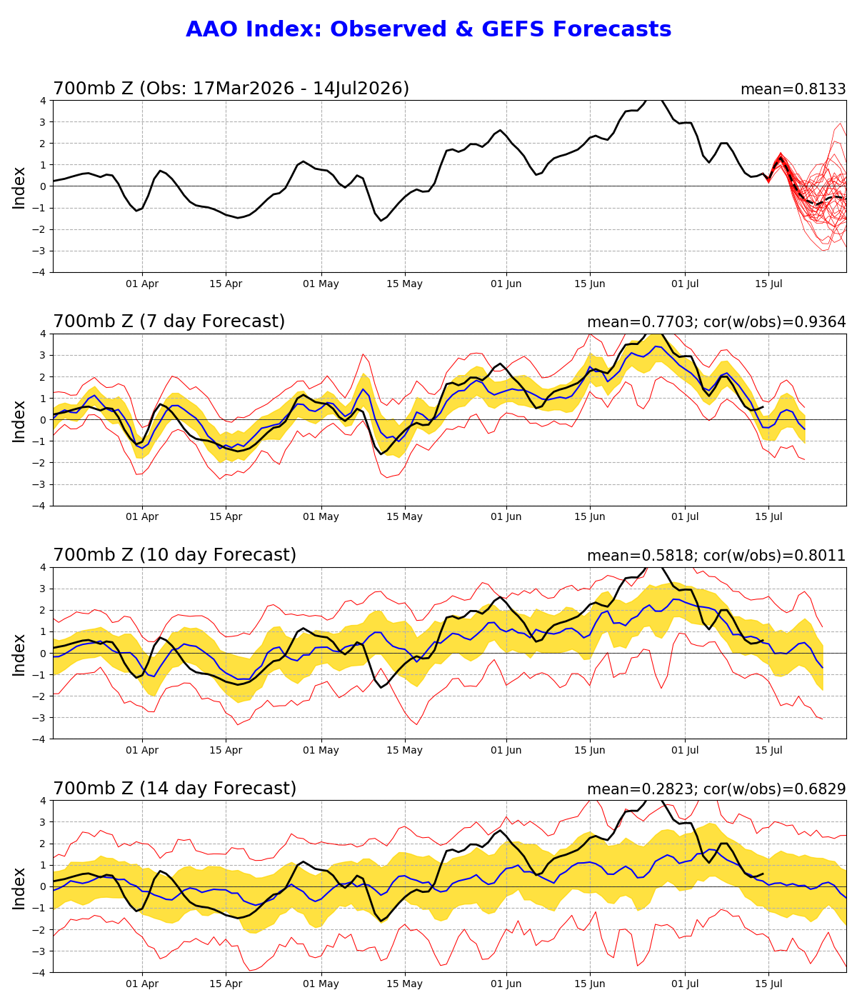 AAO Index: Observed & GEFS Forecasts
700mb Z (Obs: 17Mar2026 - 14Jul2026) mean=0.8133
4
3
2
1
0
−1
−2
−3
−4
Index
01 Apr 15 Apr 01 May 15 May 01 Jun 15 Jun 01 Jul 15 Jul
700mb Z (7 day Forecast) mean=0.7703; cor(w/obs)=0.9364
4
3
2
1
0
−1
−2
−3
−4
Index
01 Apr 15 Apr 01 May 15 May 01 Jun 15 Jun 01 Jul 15 Jul
700mb Z (10 day Forecast) mean=0.5818; cor(w/obs)=0.8011
4
3
2
1
0
−1
−2
−3
−4
Index
01 Apr 15 Apr 01 May 15 May 01 Jun 15 Jun 01 Jul 15 Jul
700mb Z (14 day Forecast) mean=0.2823; cor(w/obs)=0.6829
4
3
2
1
0
−1
−2
−3
−4
Index
01 Apr 15 Apr 01 May 15 May 01 Jun 15 Jun 01 Jul 15 Jul